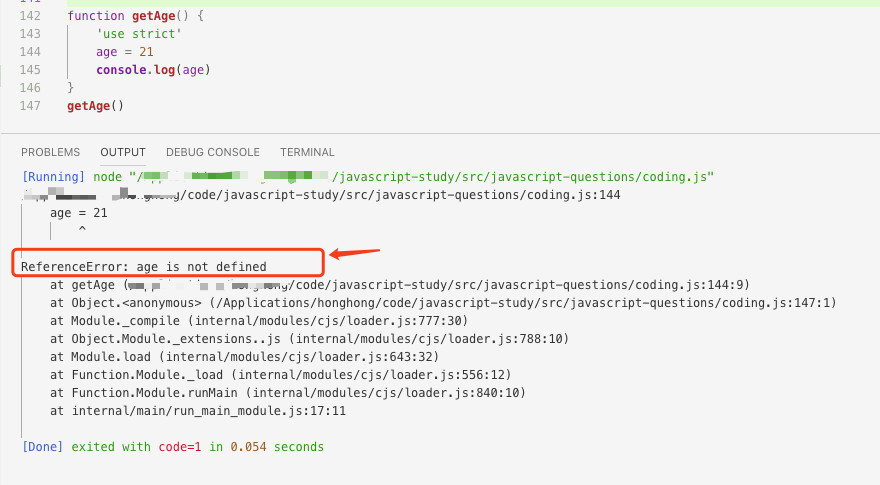 141
142 function getAge() {
143 'use strict'
144 age = 21
145 console.log(age)
146 }
147 getAge()
PROBLEMS OUTPUT DEBUG CONSOLE TERMINAL
[Running] node "/ /javascript-study/src/javascript-questions/coding.js"
/code/javascript-study/src/javascript-questions/coding.js:144
age = 21
^
ReferenceError: age is not defined
at getAge ( /code/javascript-study/src/javascript-questions/coding.js:144:9)
at Object.<anonymous> (/Applications/honghong/code/javascript-study/src/javascript-questions/coding.js:147:1)
at Module._compile (internal/modules/cjs/loader.js:777:30)
at Object.Module._extensions..js (internal/modules/cjs/loader.js:788:10)
at Module.load (internal/modules/cjs/loader.js:643:32)
at Function.Module._load (internal/modules/cjs/loader.js:556:12)
at Function.Module.runMain (internal/modules/cjs/loader.js:840:10)
at internal/main/run_main_module.js:17:11
[Done] exited with code=1 in 0.054 seconds